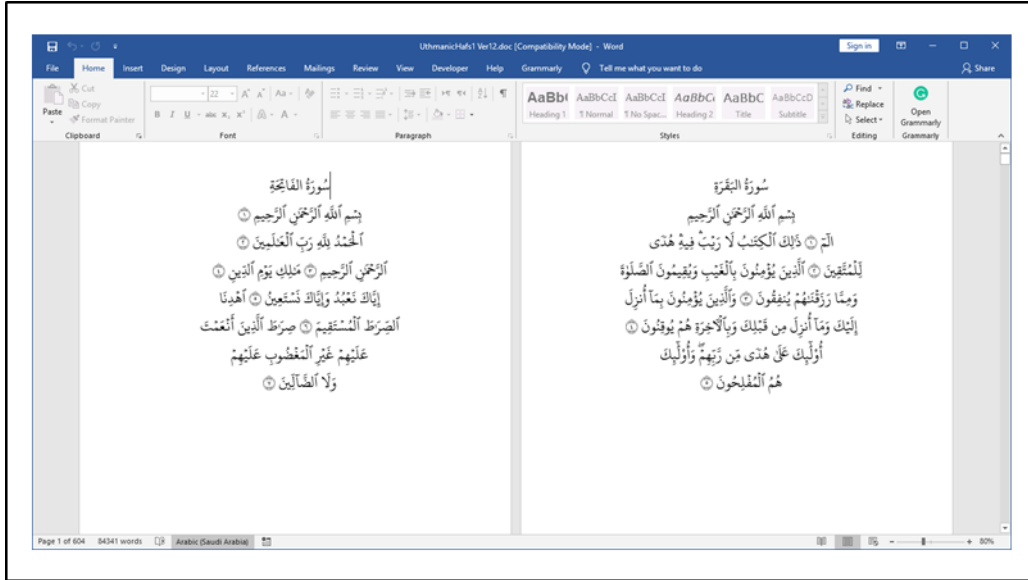 UthmanicHafs1 Ver12.doc [Compatibility Mode] - Word
Sign in
File Home Insert Design Layout References Mailings Review View Developer Help Grammarly Tell me what you want to do Share
Paste
Cut
Copy
Format Painter
22
AaBbCcI AaBbCcI AaBbC AaBbCcD
Heading 1 ¶ Normal ¶ No Spac... Heading 2 Title Subtitle
Find
Replace
Select
Open Grammarly
Clipboard Font Paragraph Styles Editing Grammarly
سُورَةُ الفَاتِحَةِ
بِسْمِ ٱللَّهِ ٱلرَّحْمَٰنِ ٱلرَّحِيمِ ١
ٱلْحَمْدُ لِلَّهِ رَبِّ ٱلْعَٰلَمِينَ ٢
ٱلرَّحْمَٰنِ ٱلرَّحِيمِ ٣ مَٰلِكِ يَوْمِ ٱلدِّينِ ٤
إِيَّاكَ نَعْبُدُ وَإِيَّاكَ نَسْتَعِينُ ٥ ٱهْدِنَا
ٱلصِّرَٰطَ ٱلْمُسْتَقِيمَ ٦ صِرَٰطَ ٱلَّذِينَ أَنْعَمْتَ
عَلَيْهِمْ غَيْرِ ٱلْمَغْضُوبِ عَلَيْهِمْ
وَلَا ٱلضَّآلِّينَ ٧
سُورَةُ البَقَرَةِ
بِسْمِ ٱللَّهِ ٱلرَّحْمَٰنِ ٱلرَّحِيمِ
الٓمٓ ١ ذَٰلِكَ ٱلْكِتَٰبُ لَا رَيْبَۛ فِيهِۛ هُدًى
لِّلْمُتَّقِينَ ٢ ٱلَّذِينَ يُؤْمِنُونَ بِٱلْغَيْبِ وَيُقِيمُونَ ٱلصَّلَوٰةَ
وَمِمَّا رَزَقْنَٰهُمْ يُنفِقُونَ ٣ وَٱلَّذِينَ يُؤْمِنُونَ بِمَآ أُنزِلَ
إِلَيْكَ وَمَآ أُنزِلَ مِن قَبْلِكَ وَبِٱلْءَاخِرَةِ هُمْ يُوقِنُونَ ٤
أُوْلَٰٓئِكَ عَلَىٰ هُدًى مِّن رَّبِّهِمْۖ وَأُوْلَٰٓئِكَ
هُمُ ٱلْمُفْلِحُونَ ٥
Page 1 of 604 84341 words Arabic (Saudi Arabia) 80%